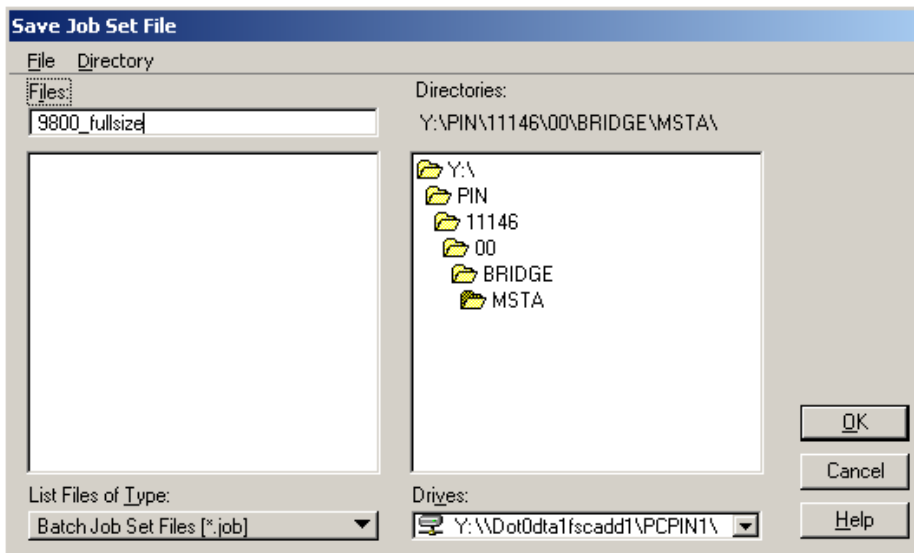 Save Job Set File
File Directory
Files:
9800_fullsize
Directories:
Y:\PIN\11146\00\BRIDGE\MSTA\
Y:\
PIN
11146
00
BRIDGE
MSTA
OK
Cancel
Help
List Files of Type:
Batch Job Set Files [*.job]
Drives:
Y:\\Dot0dta1fscadd1\PCPIN1\